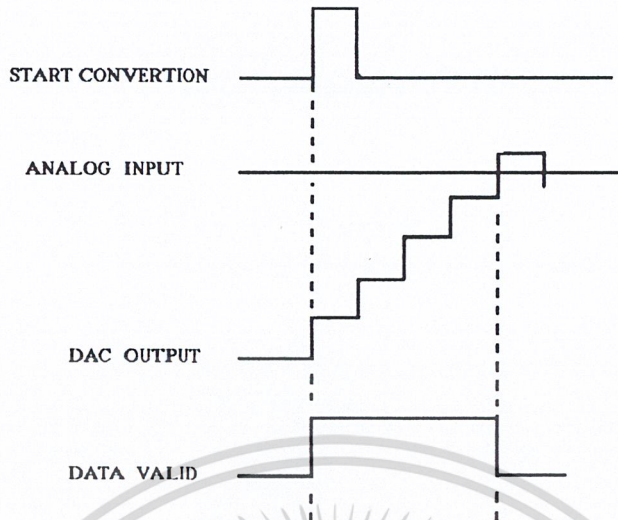 START CONVERTION
ANALOG INPUT
DAC OUTPUT
DATA VALID